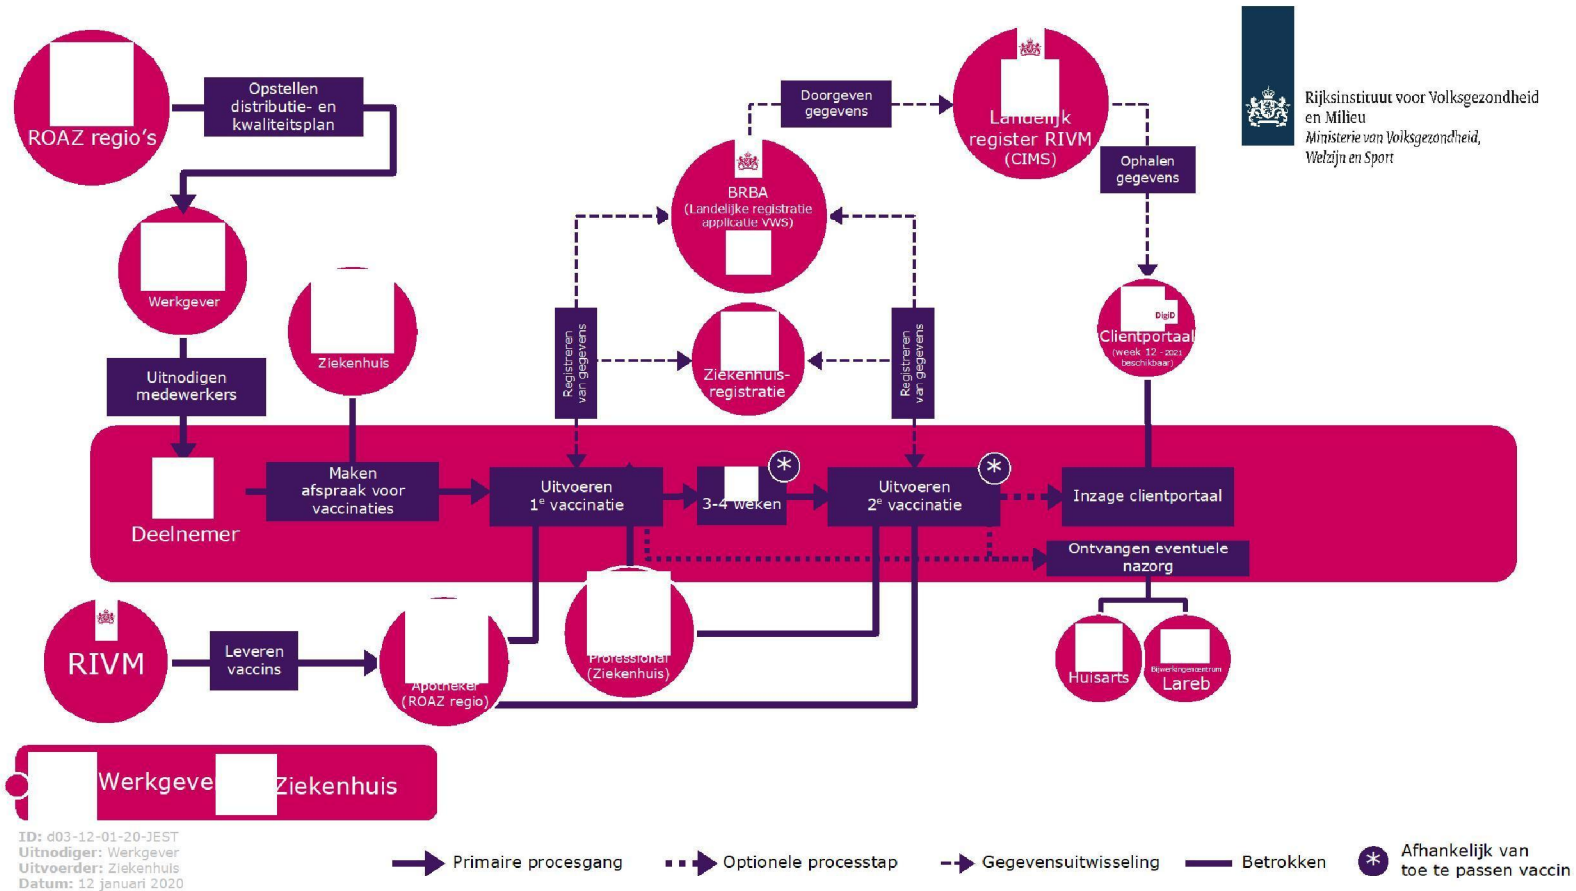 Opstellen
distributie- en
kwaliteitsplan
ROAZ regio's
Doorgeven
gegevens
Landelijk
register RIVM
(CIMS)
Rijksinstituut voor Volksgezondheid
en Milieu
Ministerie van Volksgezondheid,
Welzijn en Sport
Ophalen
gegevens
BRBA
(Landelijke registratie
applicatie VWS)
Werkgever
Ziekenhuis
Uitnodigen
medewerkers
Registreren
van gegevens
Ziekenhuis-
registratie
Registreren
van gegevens
DigiD
Clientportaal
(week 12 - 2021
beschikbaar)
Deelnemer
Maken
afspraak voor
vaccinaties
Uitvoeren
1e vaccinatie
3-4 weken
*
Uitvoeren
2e vaccinatie
*
Inzage clientportaal
Ontvangen eventuele
nazorg
RIVM
Leveren
vaccins
Apotheker
(ROAZ regio)
Professional
(Ziekenhuis)
Huisarts
Bijwerkingencentrum
Lareb
Werkgever
Ziekenhuis
ID: d03-12-01-20-JEST
Uitnodiger: Werkgever
Uitvoerder: Ziekenhuis
Datum: 12 januari 2020
Primaire procesgang
Optionele processtap
Gegevensuitwisseling
Betrokken
*
Afhankelijk van
toe te passen vaccin